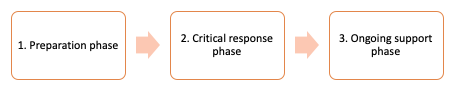 1. Preparation phase
2. Critical response
phase
3. Ongoing support
phase